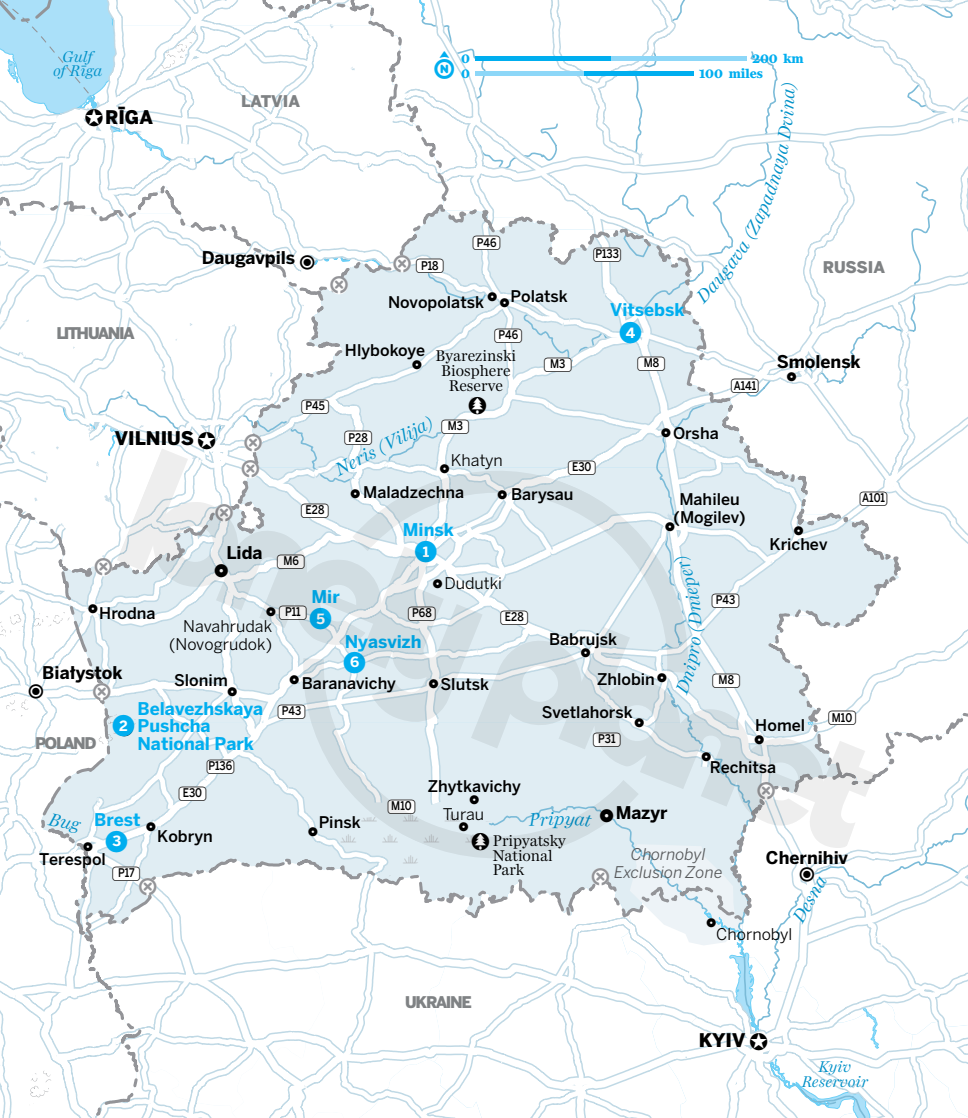 0
200 km
N
0
100 miles
Gulf
of Rīga
RĪGA
LATVIA
Daugava (Zapadnaya Dvina)
P46
P133
Daugavpils
P18
RUSSIA
Novopolatsk
Polatsk
Vitsebsk
4
LITHUANIA
P46
Hlybokoye
Byarezinski
Biosphere
Reserve
M3
M8
Smolensk
A141
P45
M3
VILNIUS
P28
Neris (Vilija)
Orsha
Khatyn
E30
Maladzechna
Barysau
A101
E28
Mahileu
(Mogilev)
Minsk
1
Krichev
Lida
M6
Dudutki
Hrodna
Mir
5
P11
P68
E28
P43
Navahrudak
(Novogrudok)
Dnipro (Dnieper)
Nyasvizh
6
Babrujsk
Białystok
Slonim
Baranavichy
Slutsk
Zhlobin
M8
2
Belavezhskaya
Pushcha
National Park
P43
Svetlahorsk
M10
Homel
POLAND
P31
P136
Rechitsa
E30
Zhytkavichy
M10
Turau
Mazyr
Bug
Brest
3
Kobryn
Pinsk
Pripyat
Terespol
Pripyatsky
National
Park
Chornobyl
Exclusion Zone
Chernihiv
P17
Desna
Chornobyl
UKRAINE
KYIV
Kyiv
Reservoir